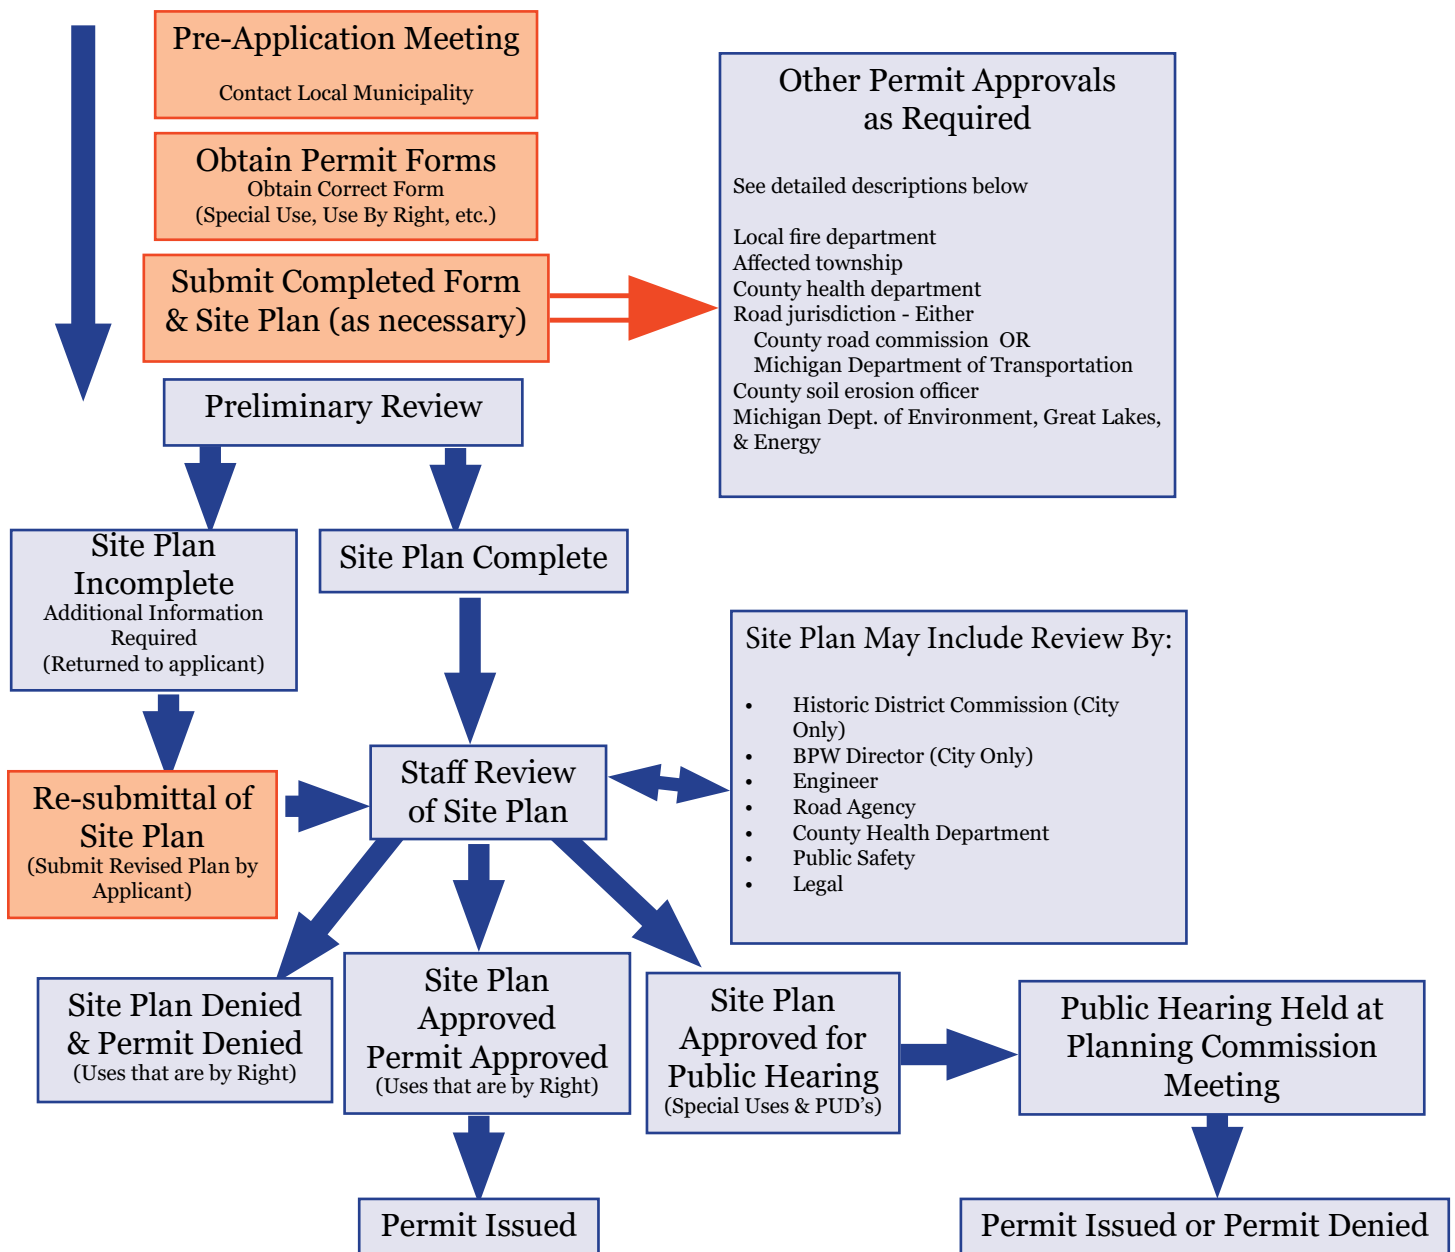 Pre-Application Meeting
Contact Local Municipality
Obtain Permit Forms
Obtain Correct Form
(Special Use, Use By Right, etc.)
Submit Completed Form
& Site Plan (as necessary)
Other Permit Approvals
as Required
See detailed descriptions below
Local fire department
Affected township
County health department
Road jurisdiction - Either
County road commission OR
Michigan Department of Transportation
County soil erosion officer
Michigan Dept. of Environment, Great Lakes,
& Energy
Preliminary Review
Site Plan
Incomplete
Additional Information
Required
(Returned to applicant)
Site Plan Complete
Site Plan May Include Review By:
• Historic District Commission (City
Only)
• BPW Director (City Only)
• Engineer
• Road Agency
• County Health Department
• Public Safety
• Legal
Re-submittal of
Site Plan
(Submit Revised Plan by
Applicant)
Staff Review
of Site Plan
Site Plan Denied
& Permit Denied
(Uses that are by Right)
Site Plan
Approved
Permit Approved
(Uses that are by Right)
Site Plan
Approved for
Public Hearing
(Special Uses & PUD's)
Public Hearing Held at
Planning Commission
Meeting
Permit Issued
Permit Issued or Permit Denied